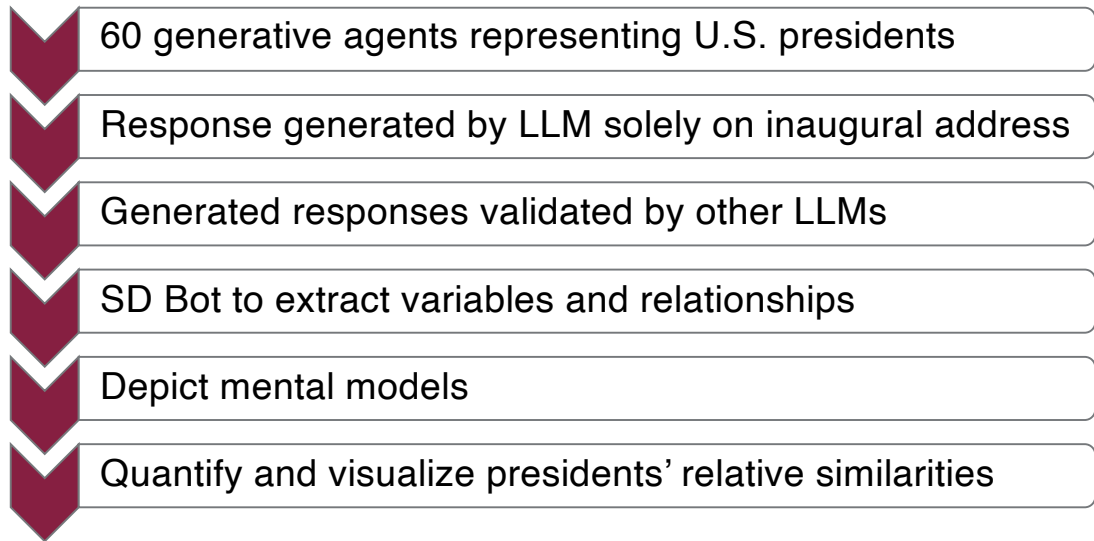 60 generative agents representing U.S. presidents
Response generated by LLM solely on inaugural address
Generated responses validated by other LLMs
SD Bot to extract variables and relationships
Depict mental models
Quantify and visualize presidents’ relative similarities